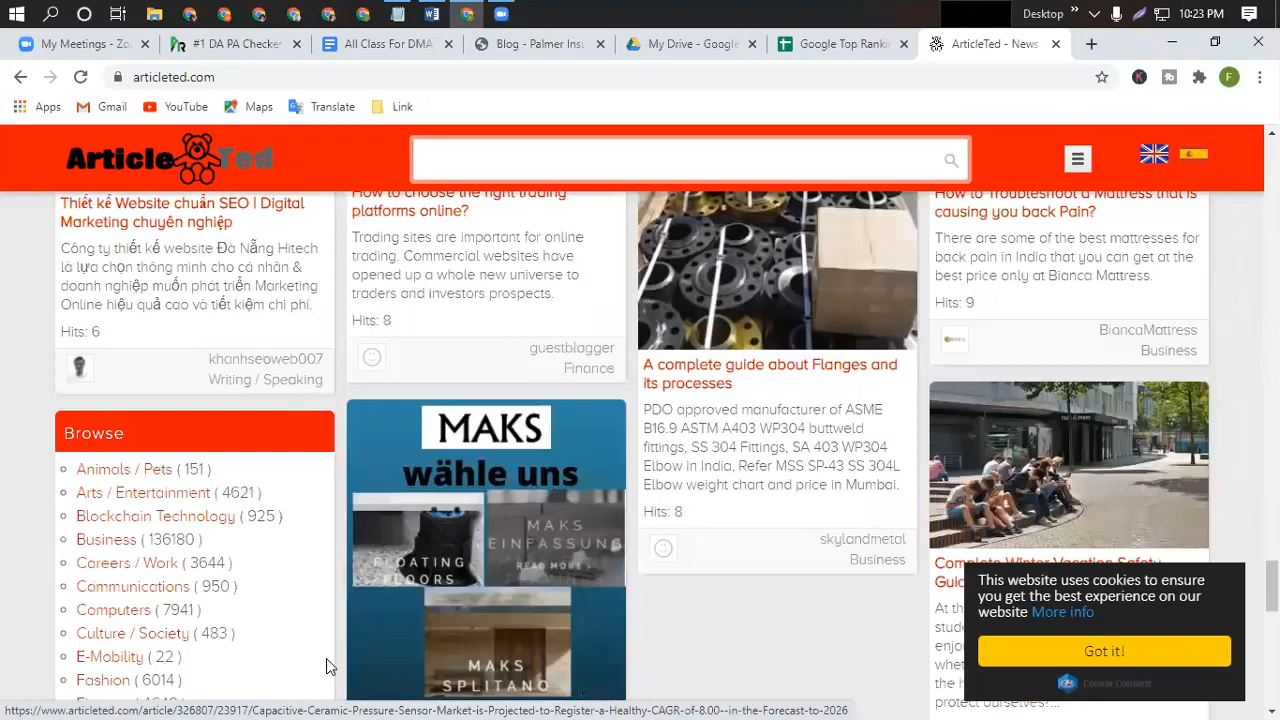 Desktop
10:23 PM
My Meetings - Zo
#1 DA PA Checker
All Class For DMA
Blog - Palmer Ins
My Drive - Google
Google Top Rankin
ArticleTed - News
articleted.com
Apps
Gmail
YouTube
Maps
Translate
Link
Article Ted
Thiết kế Website chuẩn SEO | Digital
Marketing chuyên nghiệp
Công ty thiết kế website Đà Nẵng Hitech
là lựa chọn thông minh cho cá nhân &
doanh nghiệp muốn phát triển Marketing
Online hiệu quả cao và tiết kiệm chi phí.
Hits: 6
khanhseoweb007
Writing / Speaking
Browse
Animals / Pets ( 151 )
Arts / Entertainment ( 4621 )
Blockchain Technology ( 925 )
Business ( 136180 )
Careers / Work ( 3644 )
Communications ( 950 )
Computers ( 7941 )
Culture / Society ( 483 )
E-Mobility ( 22 )
Fashion ( 6014 )
How to choose the right trading
platforms online?
Trading sites are important for online
trading. Commercial websites have
opened up a whole new universe to
traders and investors prospects.
Hits: 8
guestblagger
Finance
MAKS
wähle uns
FLOATING
FLOORS
MAKS
EINFASSUNG
READ MORE
MAKS
SPLITANO
A complete guide about Flanges and
its processes
PDO approved manufacturer of ASME
B16.9 ASTM A403 WP304 buttweld
fittings, SS 304 Fittings, SA 403 WP304
Elbow in India, Refer MSS SP-43 SS 304L
Elbow weight chart and price in Mumbai.
Hits: 8
skylandmetal
Business
How to Troubleshoot a Mattress that is
causing you back Pain?
There are some of the best mattresses for
back pain in India that you can get at the
best price only at Bianca Mattress.
Hits: 9
BiancaMattress
Business
Complete Winter Vacation Safety
This website uses cookies to ensure
you get the best experience on our
website More info
Got it!
Cookie Consent
protect ourselves?...
https://www.articleted.com/article/326807/23917/Capacitive-Ceramic-Pressure-Sensor-Market-is-Projected-to-Register-a-Healthy-CAGR-of-8.00--in-the-Forecast-to-2026